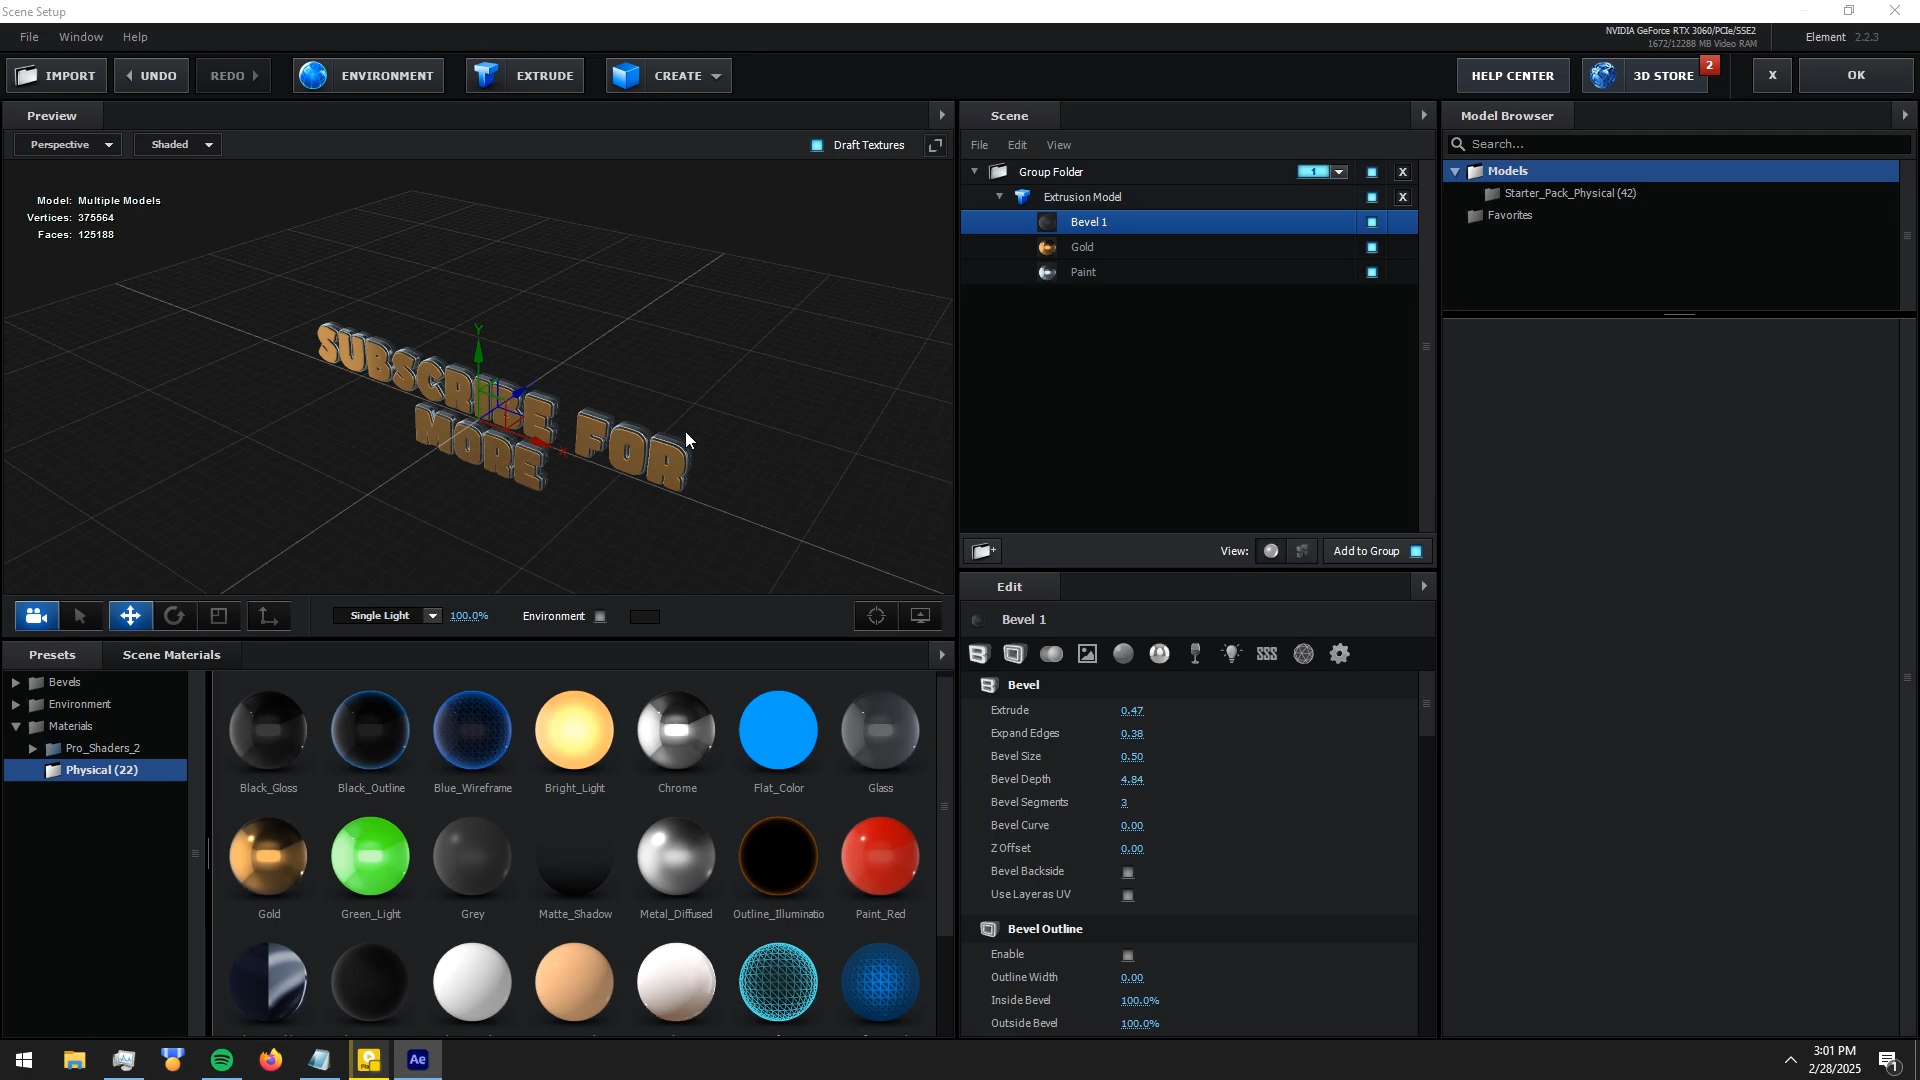 Scene Setup
File Window Help
NVIDIA GeForce RTX 3060/PCIe/SSE2
1672/12288 MB Video RAM
Element 2.2.3
IMPORT UNDO REDO ENVIRONMENT EXTRUDE CREATE HELP CENTER 3D STORE 2 X OK
Preview
Perspective Shaded Draft Textures
Model: Multiple Models
Vertices: 375564
Faces: 125188
Y
SUBSCRIBE FOR
MORE
X
Single Light 100.0% Environment
Scene
File Edit View
Group Folder 1 X
Extrusion Model X
Bevel 1
Gold
Paint
View: Add to Group
Model Browser
Search...
Models
Starter_Pack_Physical (42)
Favorites
Presets Scene Materials
Bevels
Environment
Materials
Pro_Shaders_2
Physical (22)
Black_Gloss Black_Outline Blue_Wireframe Bright_Light Chrome Flat_Color Glass
Gold Green_Light Grey Matte_Shadow Metal_Diffused Outline_Illuminatio Paint_Red
Edit
Bevel 1
Bevel
Extrude 0.47
Expand Edges 0.38
Bevel Size 0.50
Bevel Depth 4.84
Bevel Segments 3
Bevel Curve 0.00
Z Offset 0.00
Bevel Backside
Use Layer as UV
Bevel Outline
Enable
Outline Width 0.00
Inside Bevel 100.0%
Outside Bevel 100.0%
Ae
3:01 PM
2/28/2025
1